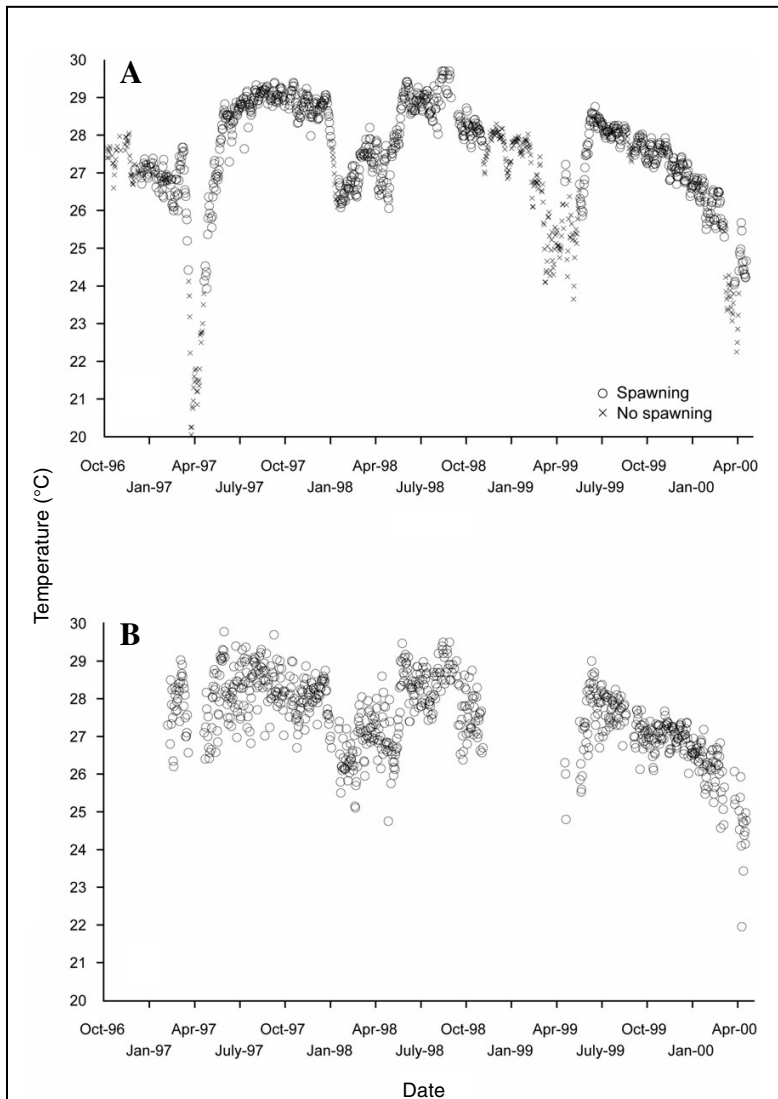 A
30
29
28
27
26
25
24
23
22
21
20
○ Spawning
× No spawning
Oct-96 Apr-97 Oct-97 Apr-98 Oct-98 Apr-99 Oct-99 Apr-00
Jan-97 July-97 Jan-98 July-98 Jan-99 July-99 Jan-00
Temperature (°C)
B
30
29
28
27
26
25
24
23
22
21
20
Oct-96 Apr-97 Oct-97 Apr-98 Oct-98 Apr-99 Oct-99 Apr-00
Jan-97 July-97 Jan-98 July-98 Jan-99 July-99 Jan-00
Date